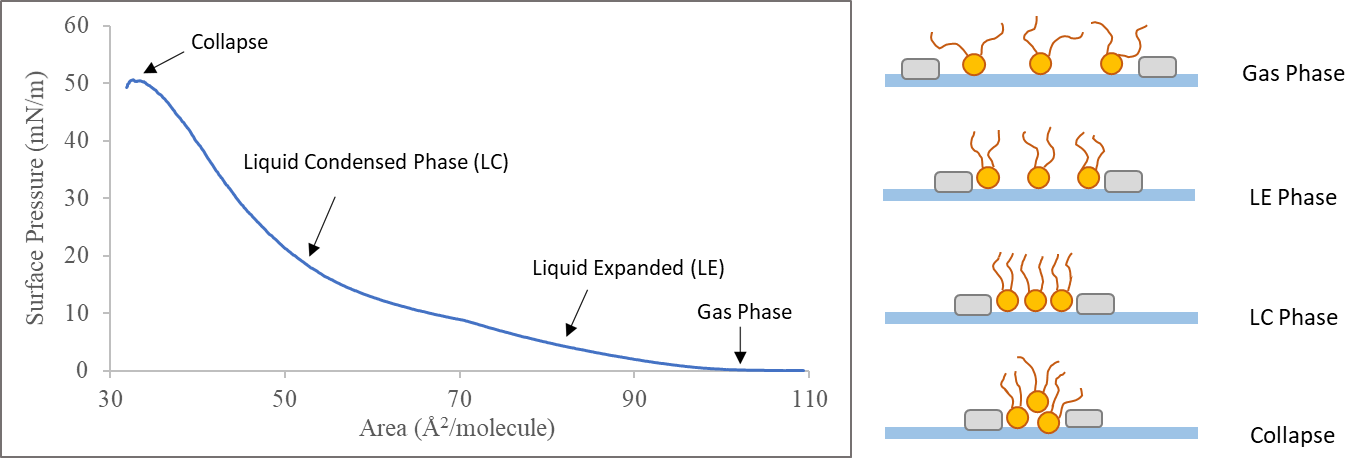 60
50
40
30
20
10
0
Surface Pressure (mN/m)
Collapse
Liquid Condensed Phase (LC)
Liquid Expanded (LE)
Gas Phase
30
50
70
90
110
Area (Å²/molecule)
Gas Phase
LE Phase
LC Phase
Collapse